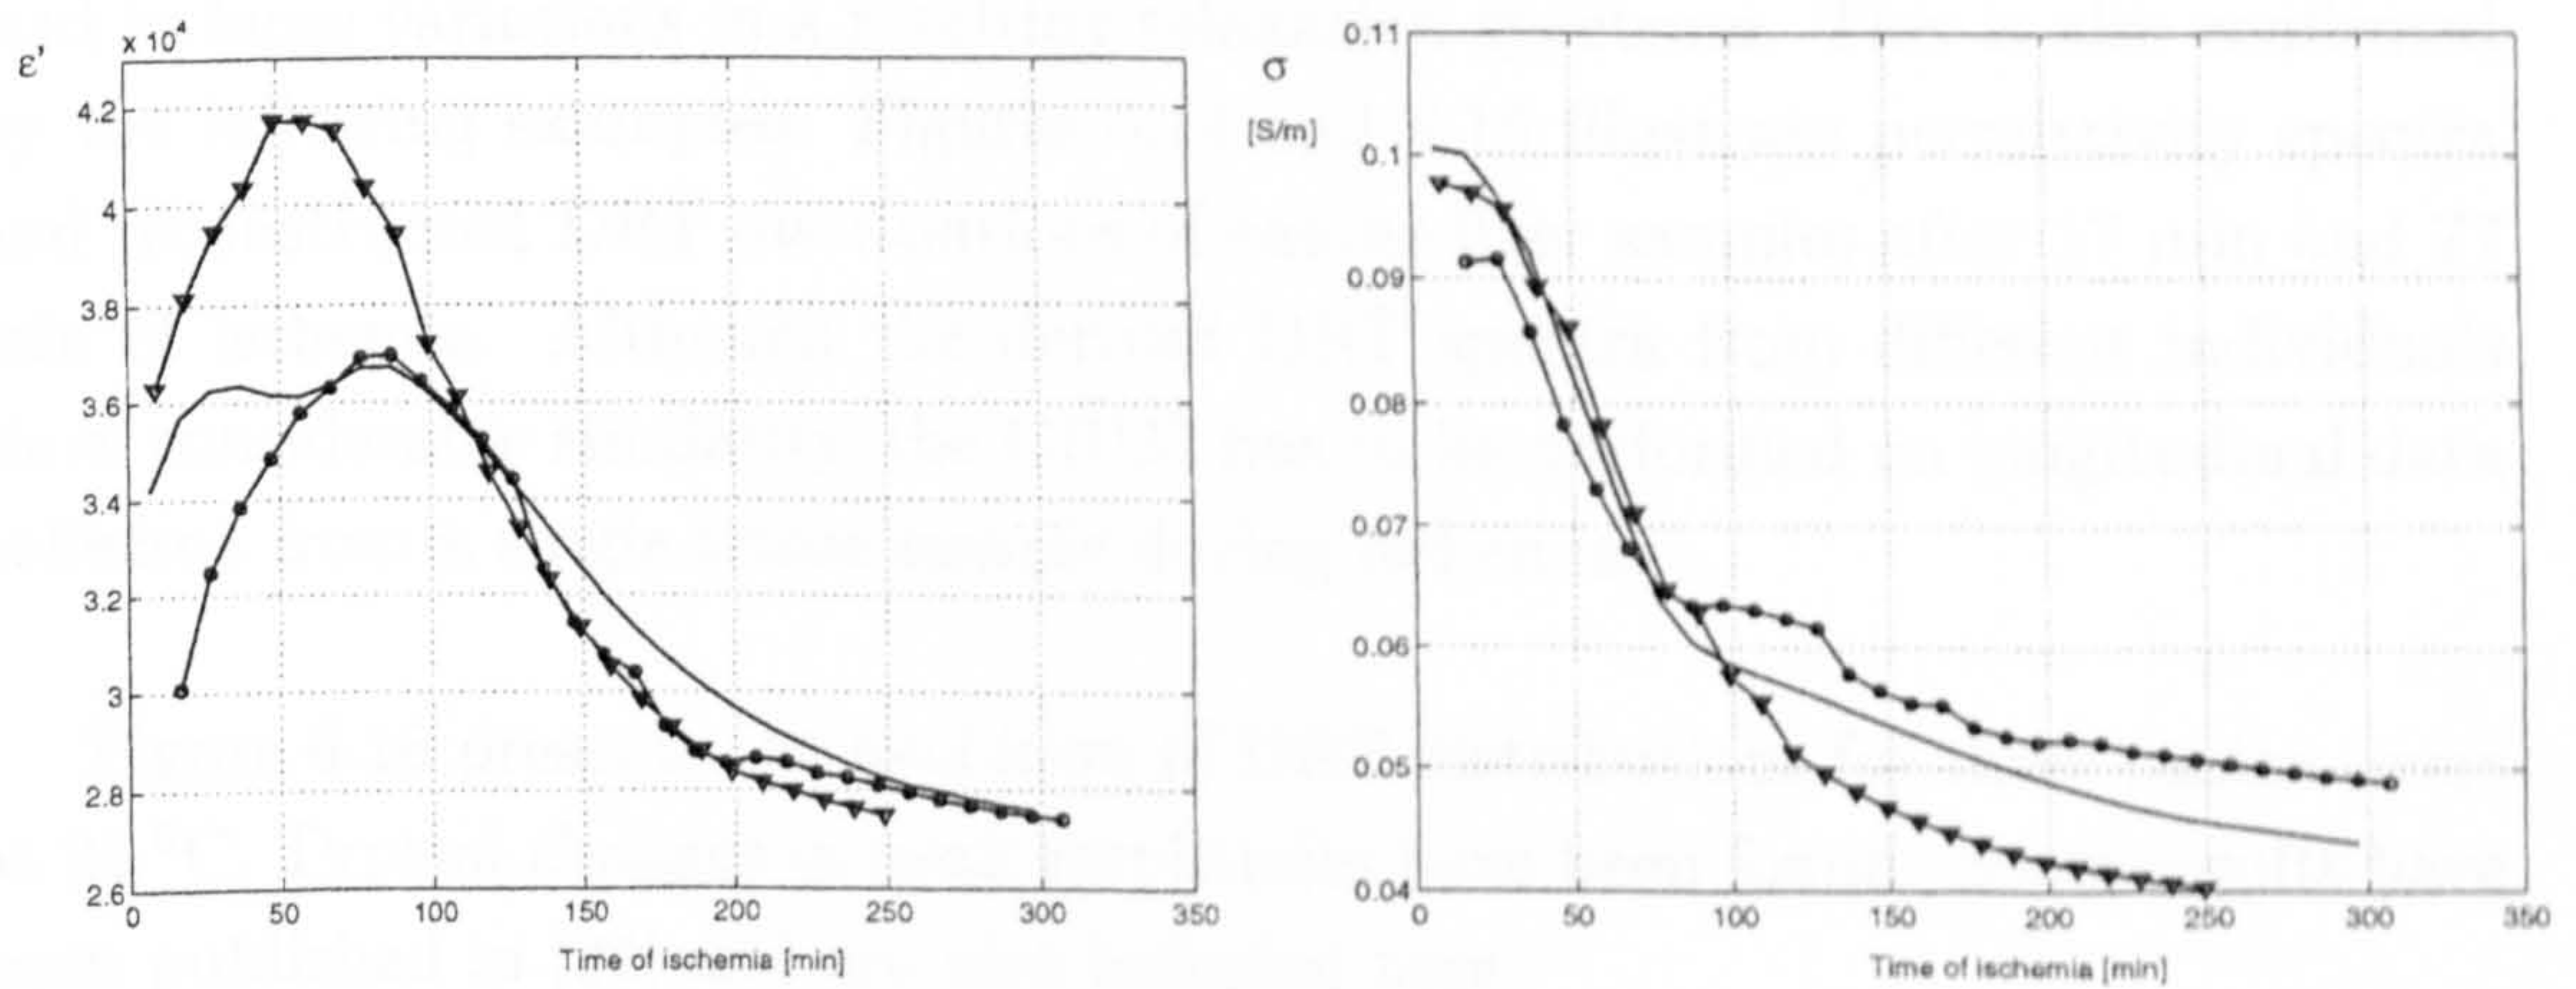 x 10⁴
ε'
4.2
4
3.8
3.6
3.4
3.2
3
2.8
2.6
0 50 100 150 200 250 300 350
Time of ischemia [min]
σ
[S/m]
0.11
0.1
0.09
0.08
0.07
0.06
0.05
0.04
0 50 100 150 200 250 300 350
Time of ischemia [min]